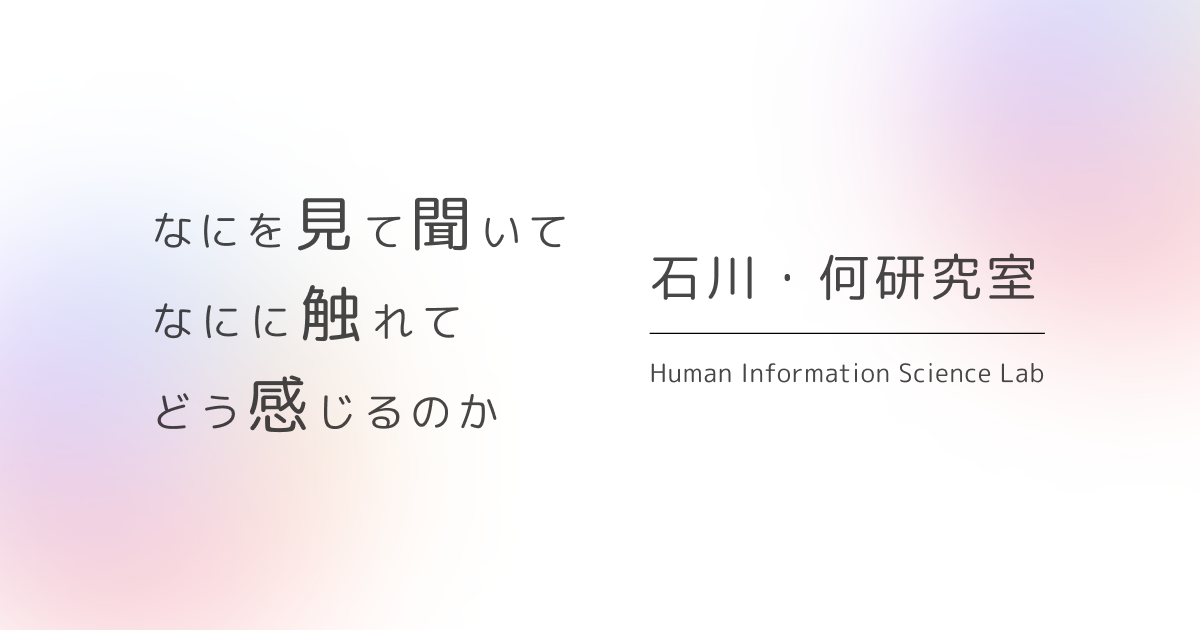 なにを見て聞いて
なにに触れて
どう感じるのか
石川・何研究室
Human Information Science Lab